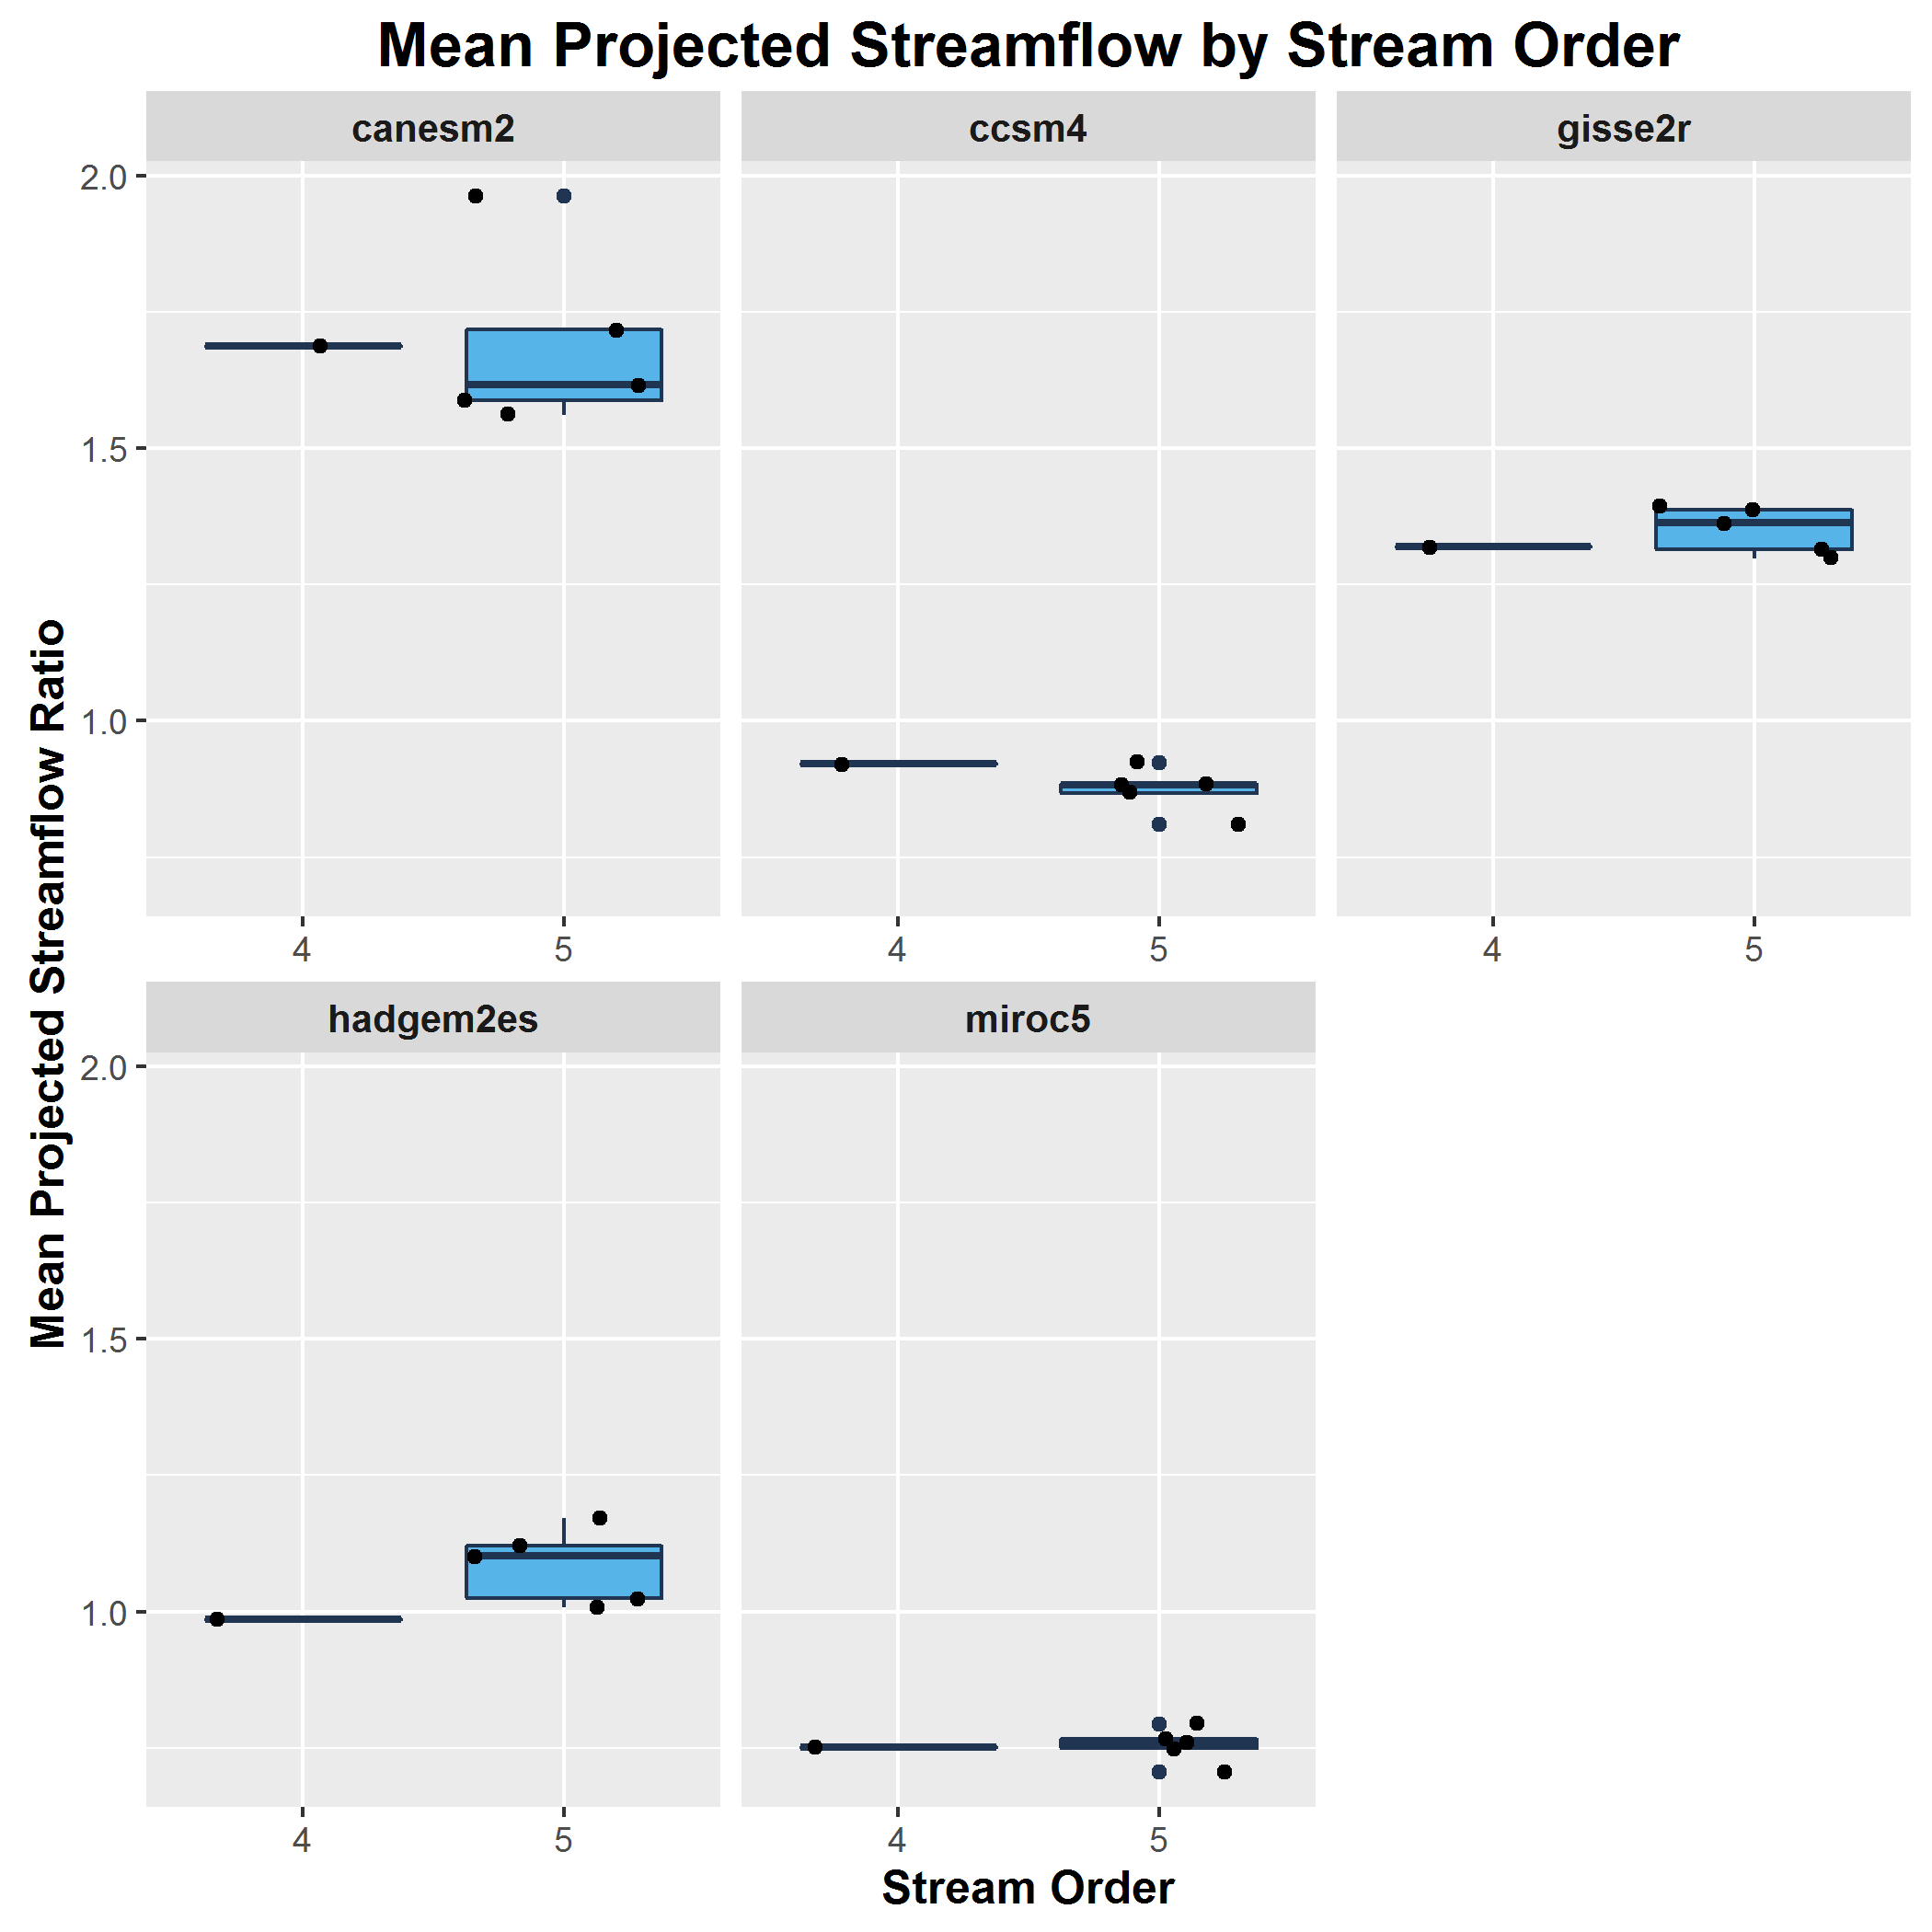 Mean Projected Streamflow by Stream Order
canesm2
ccsm4
gisse2r
2.0
1.5
1.0
4
5
4
5
4
5
Mean Projected Streamflow Ratio
hadgem2es
miroc5
2.0
1.5
1.0
4
5
4
5
Stream Order